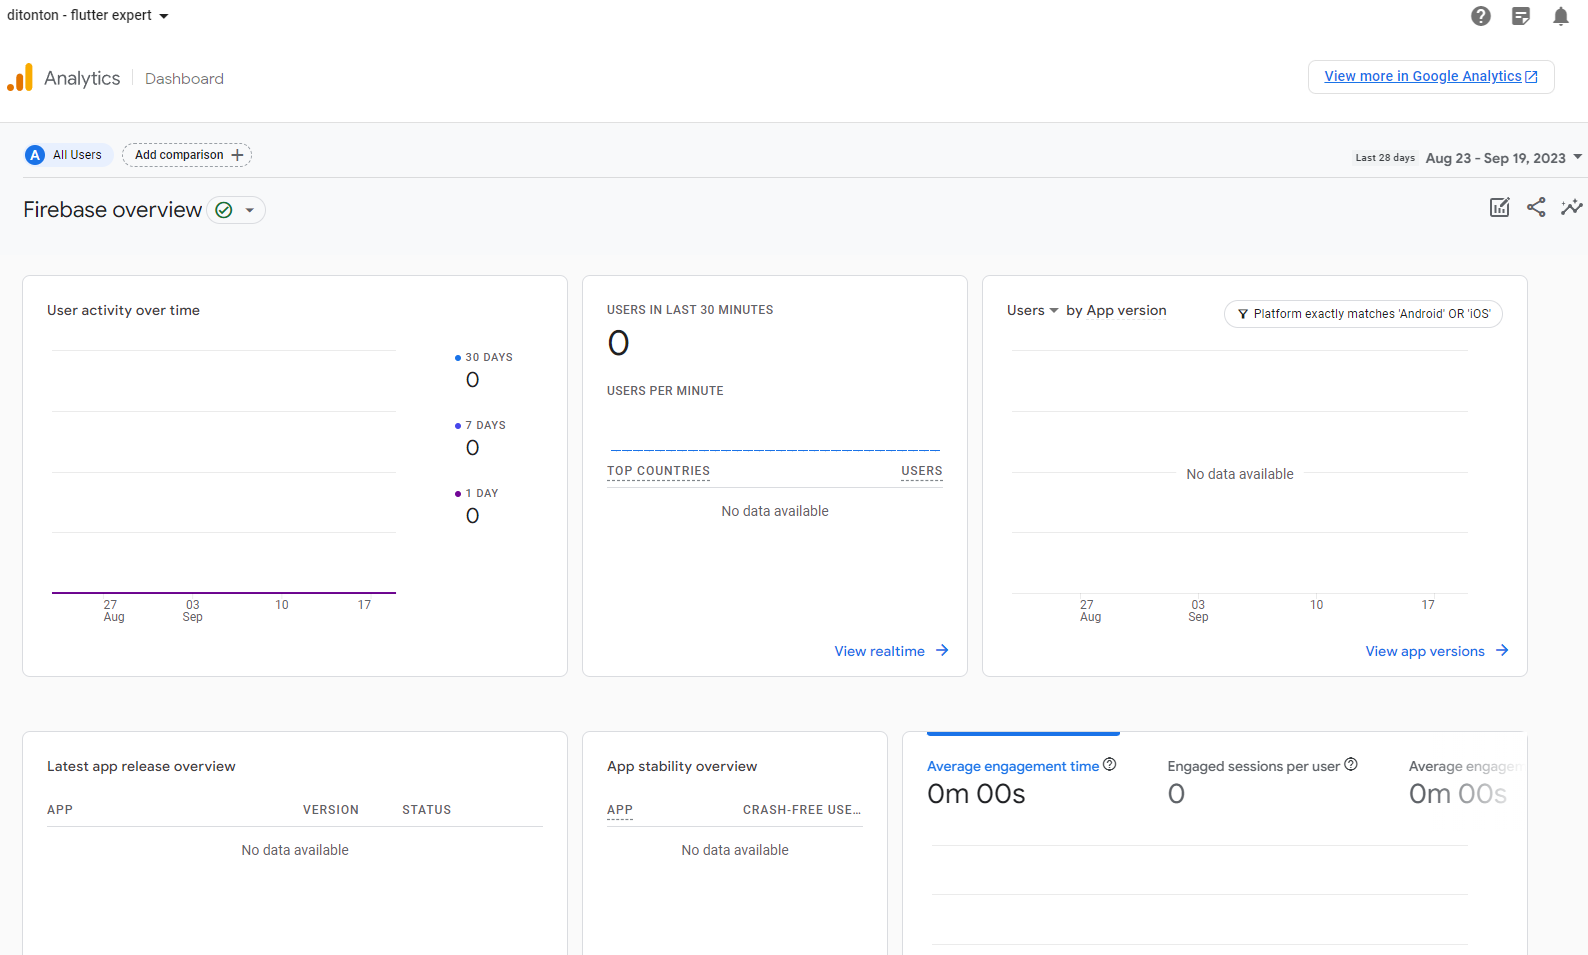 ditonton - flutter expert
Analytics
Dashboard
View more in Google Analytics
A All Users
Add comparison
Last 28 days Aug 23 - Sep 19, 2023
Firebase overview
User activity over time
30 DAYS
0
7 DAYS
0
1 DAY
0
27
Aug
03
Sep
10
17
USERS IN LAST 30 MINUTES
0
USERS PER MINUTE
TOP COUNTRIES USERS
No data available
View realtime
Users by App version
Platform exactly matches 'Android' OR 'iOS'
No data available
27
Aug
03
Sep
10
17
View app versions
Latest app release overview
APP VERSION STATUS
No data available
App stability overview
APP CRASH-FREE USE...
No data available
Average engagement time
0m 00s
Engaged sessions per user
0
Average engagem
0m 00s